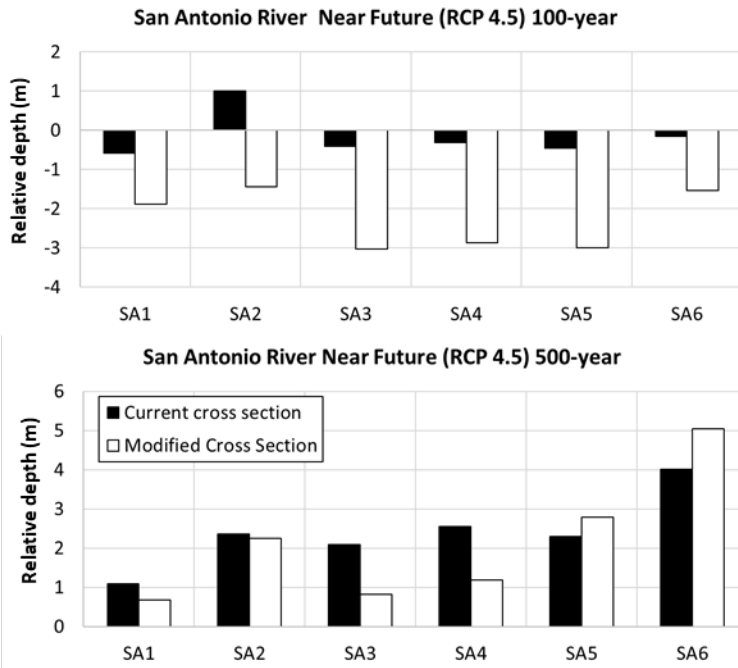 San Antonio River Near Future (RCP 4.5) 100-year
Relative depth (m)
2
1
0
-1
-2
-3
-4
SA1 SA2 SA3 SA4 SA5 SA6
San Antonio River Near Future (RCP 4.5) 500-year
Relative depth (m)
6
5
4
3
2
1
0
Current cross section
Modified Cross Section
SA1 SA2 SA3 SA4 SA5 SA6